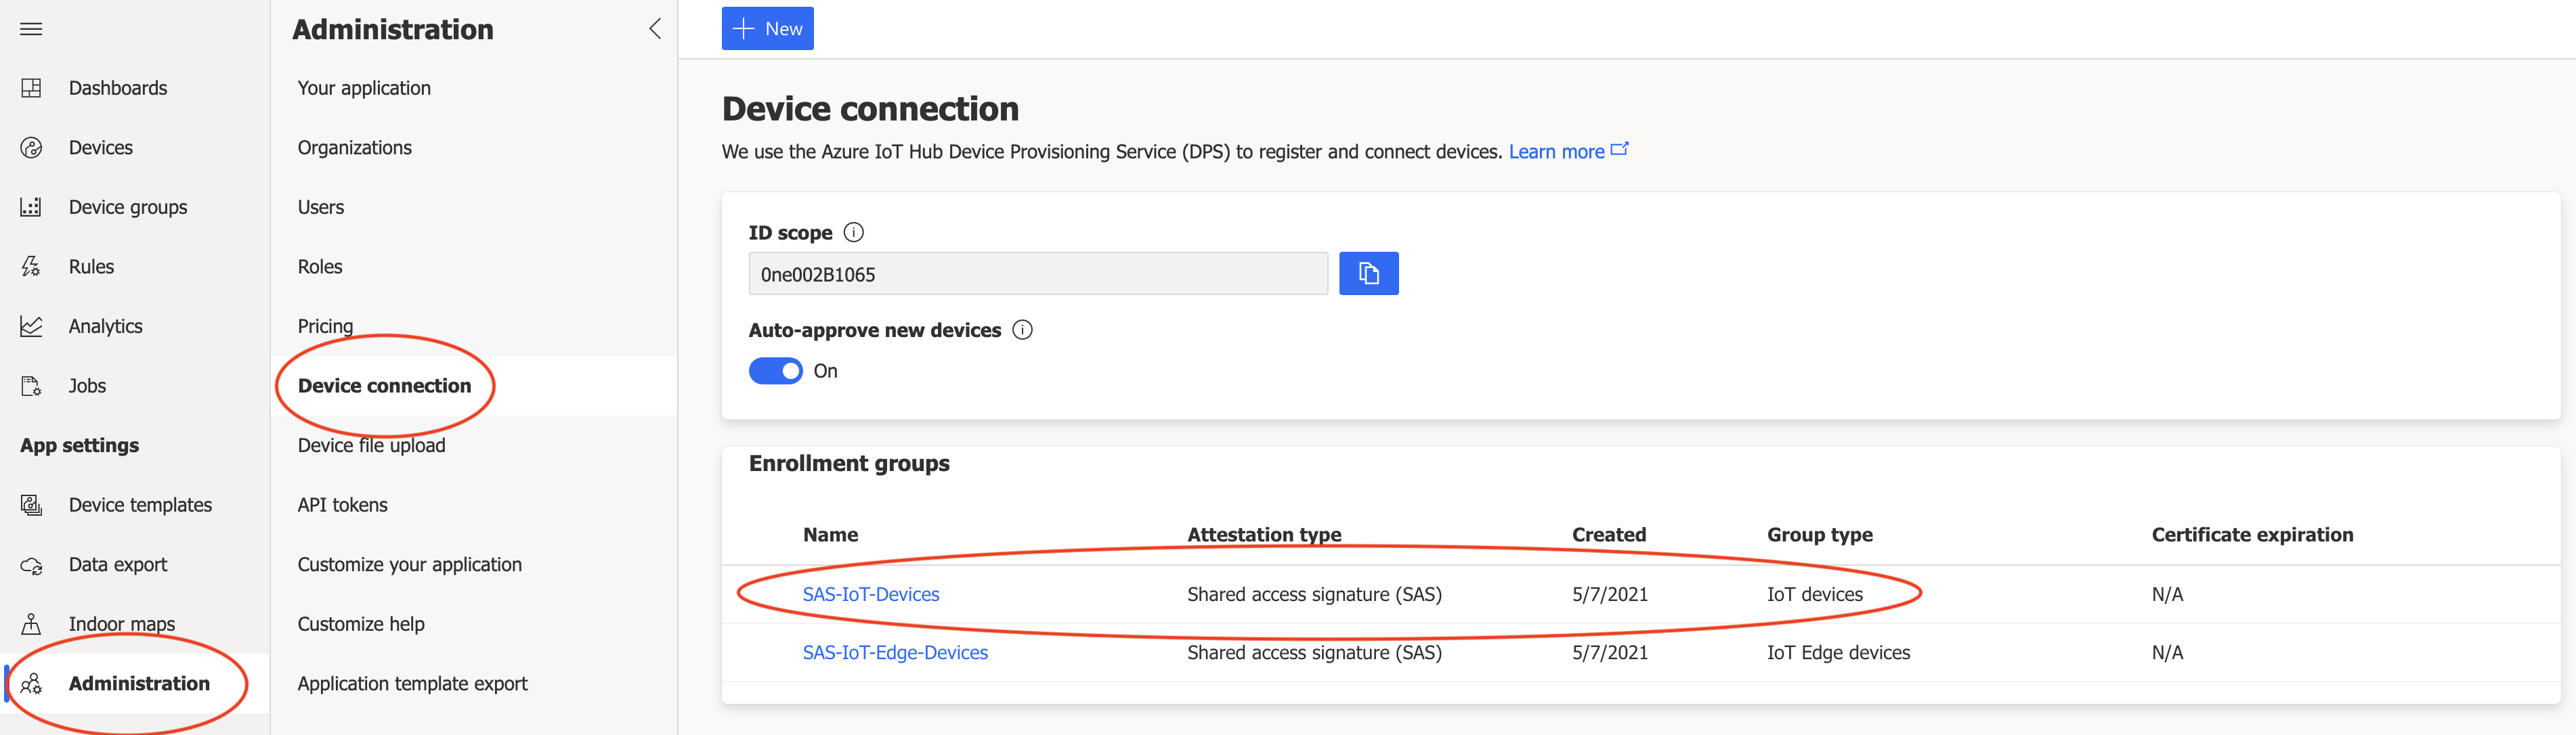 Dashboards
Devices
Device groups
Rules
Analytics
Jobs
App settings
Device templates
Data export
Indoor maps
Administration
Administration
Your application
Organizations
Users
Roles
Pricing
Device connection
Device file upload
API tokens
Customize your application
Customize help
Application template export
New
Device connection
We use the Azure IoT Hub Device Provisioning Service (DPS) to register and connect devices. Learn more
ID scope
0ne002B1065
Auto-approve new devices
On
Enrollment groups
Name Attestation type Created Group type Certificate expiration
SAS-IoT-Devices Shared access signature (SAS) 5/7/2021 IoT devices N/A
SAS-IoT-Edge-Devices Shared access signature (SAS) 5/7/2021 IoT Edge devices N/A